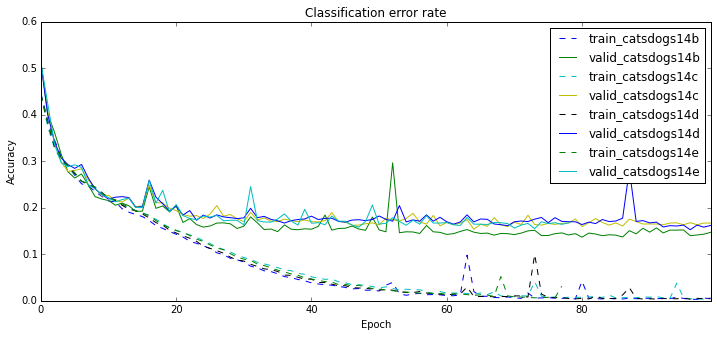 Classification error rate
0.6
0.5
0.4
0.3
0.2
0.1
0.0
Accuracy
train_catsdogs14b
valid_catsdogs14b
train_catsdogs14c
valid_catsdogs14c
train_catsdogs14d
valid_catsdogs14d
train_catsdogs14e
valid_catsdogs14e
0 20 40 60 80
Epoch